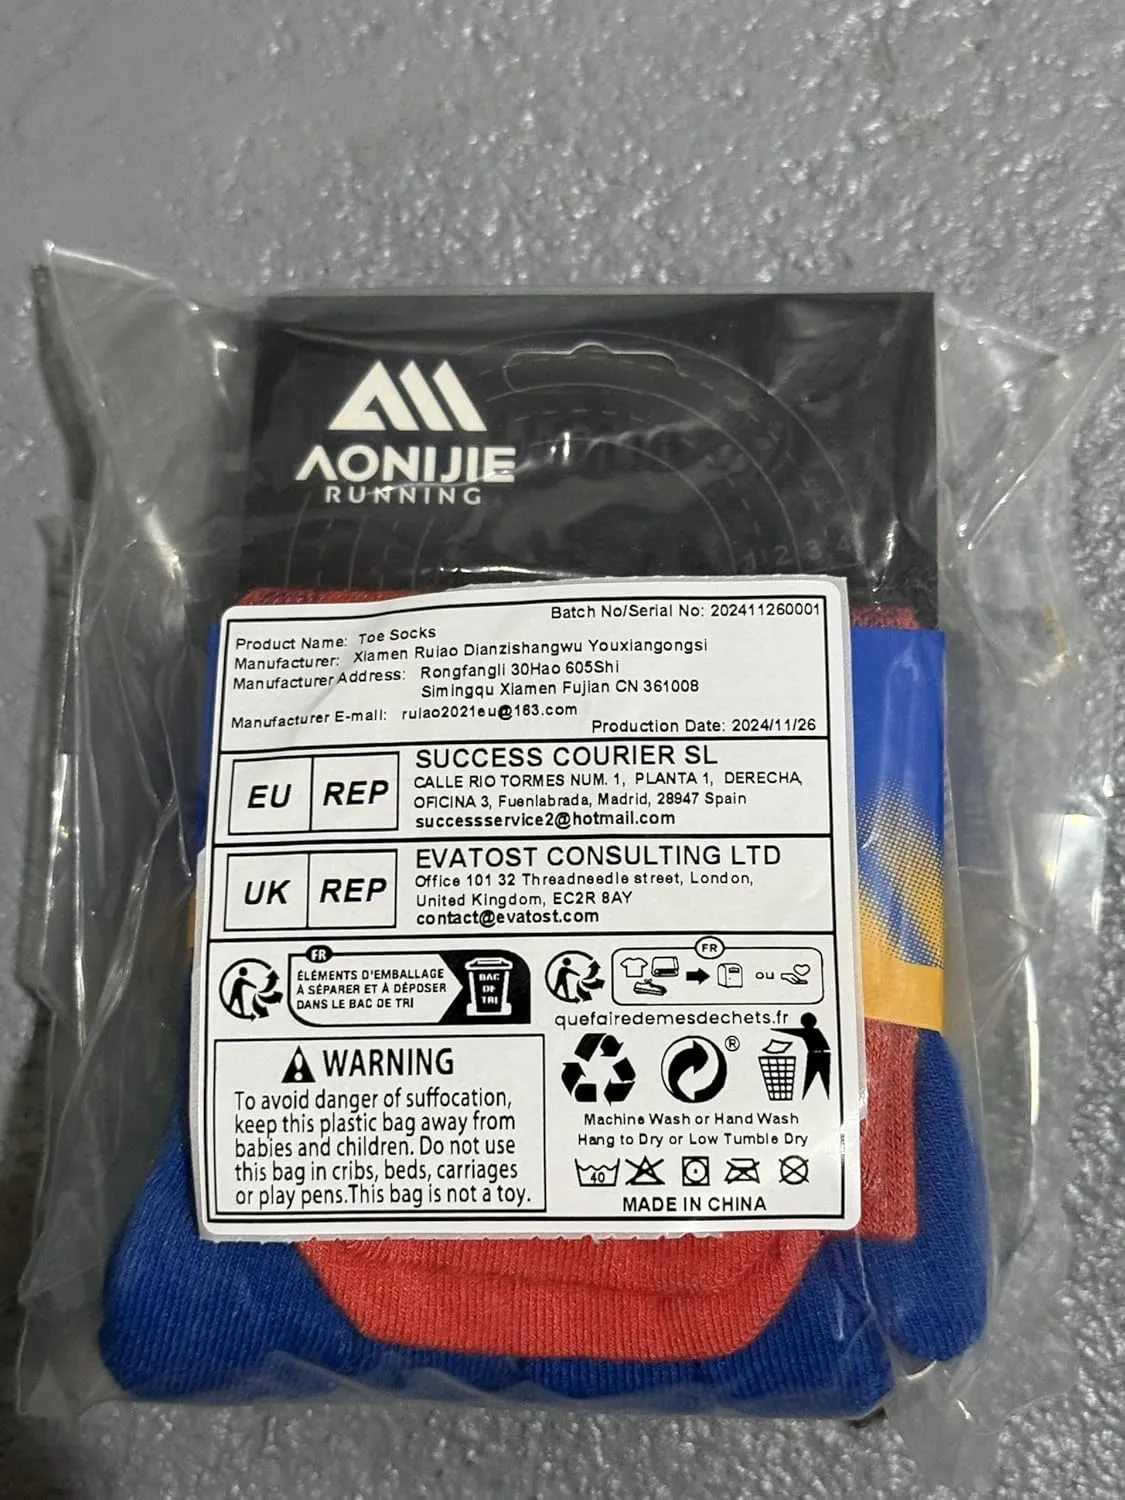 AONIJIE
RUNNING
1 2 3 4
Batch No/Serial No: 202411260001
Product Name: Toe Socks
Manufacturer: Xiamen Ruiao Dianzishangwu Youxiangongsi
Manufacturer Address: Rongfangli 30Hao 605Shi
Simingqu Xiamen Fujian CN 361008
Manufacturer E-mail: ruiao2021eu@163.com
Production Date: 2024/11/26
EU REP
SUCCESS COURIER SL
CALLE RIO TORMES NUM. 1, PLANTA 1, DERECHA,
OFICINA 3, Fuenlabrada, Madrid, 28947 Spain
successservice2@hotmail.com
UK REP
EVATOST CONSULTING LTD
Office 101 32 Threadneedle street, London,
United Kingdom, EC2R 8AY
contact@evatost.com
FR
ÉLÉMENTS D'EMBALLAGE
À SÉPARER ET À DÉPOSER
DANS LE BAC DE TRI
BAC
DE
TRI
FR
OU
quefairedemesdechets.fr
®
WARNING
To avoid danger of suffocation,
keep this plastic bag away from
babies and children. Do not use
this bag in cribs, beds, carriages
or play pens.This bag is not a toy.
Machine Wash or Hand Wash
Hang to Dry or Low Tumble Dry
40
MADE IN CHINA